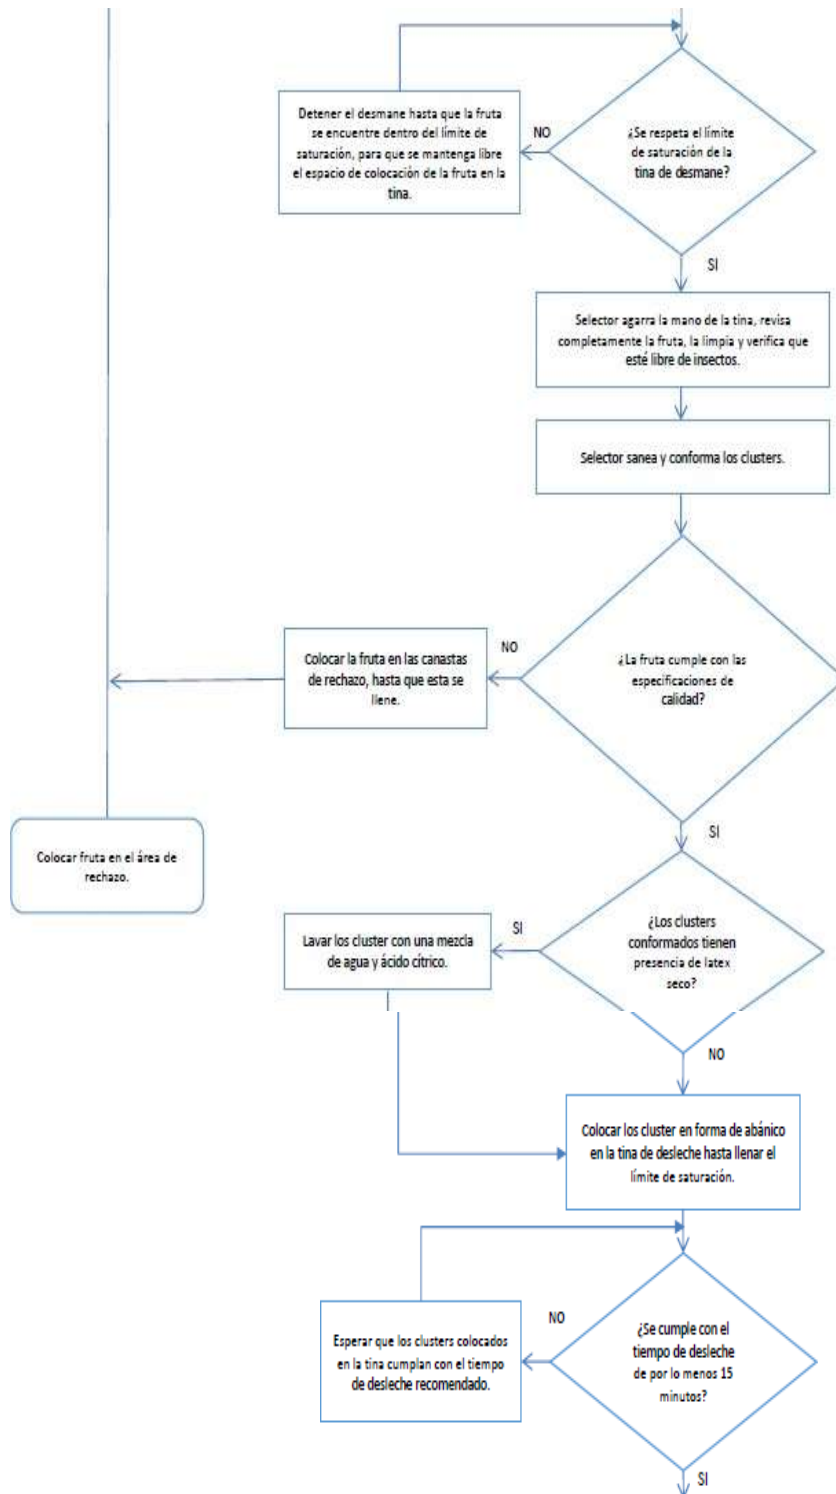 Detener el desmane hasta que la fruta
se encuentre dentro del límite de
saturación, para que se mantenga libre
el espacio de colocación de la fruta en la
tina.
NO
¿Se respeta el límite
de saturación de la
tina de desmane?
SI
Selector agarra la mano de la tina, revisa
completamente la fruta, la limpia y verifica que
esté libre de insectos.
Selector sanea y conforma los clusters.
Colocar la fruta en las canastas
de rechazo, hasta que esta se
llene.
NO
¿La fruta cumple con las
especificaciones de
calidad?
SI
Colocar fruta en el área de
rechazo.
Lavar los cluster con una mezcla
de agua y ácido cítrico.
SI
¿Los clusters
conformados tienen
presencia de latex
seco?
NO
Colocar los cluster en forma de abánico
en la tina de desleche hasta llenar el
límite de saturación.
Esperar que los clusters colocados
en la tina cumplan con el tiempo
de desleche recomendado.
NO
¿Se cumple con el
tiempo de desleche
de por lo menos 15
minutos?
SI